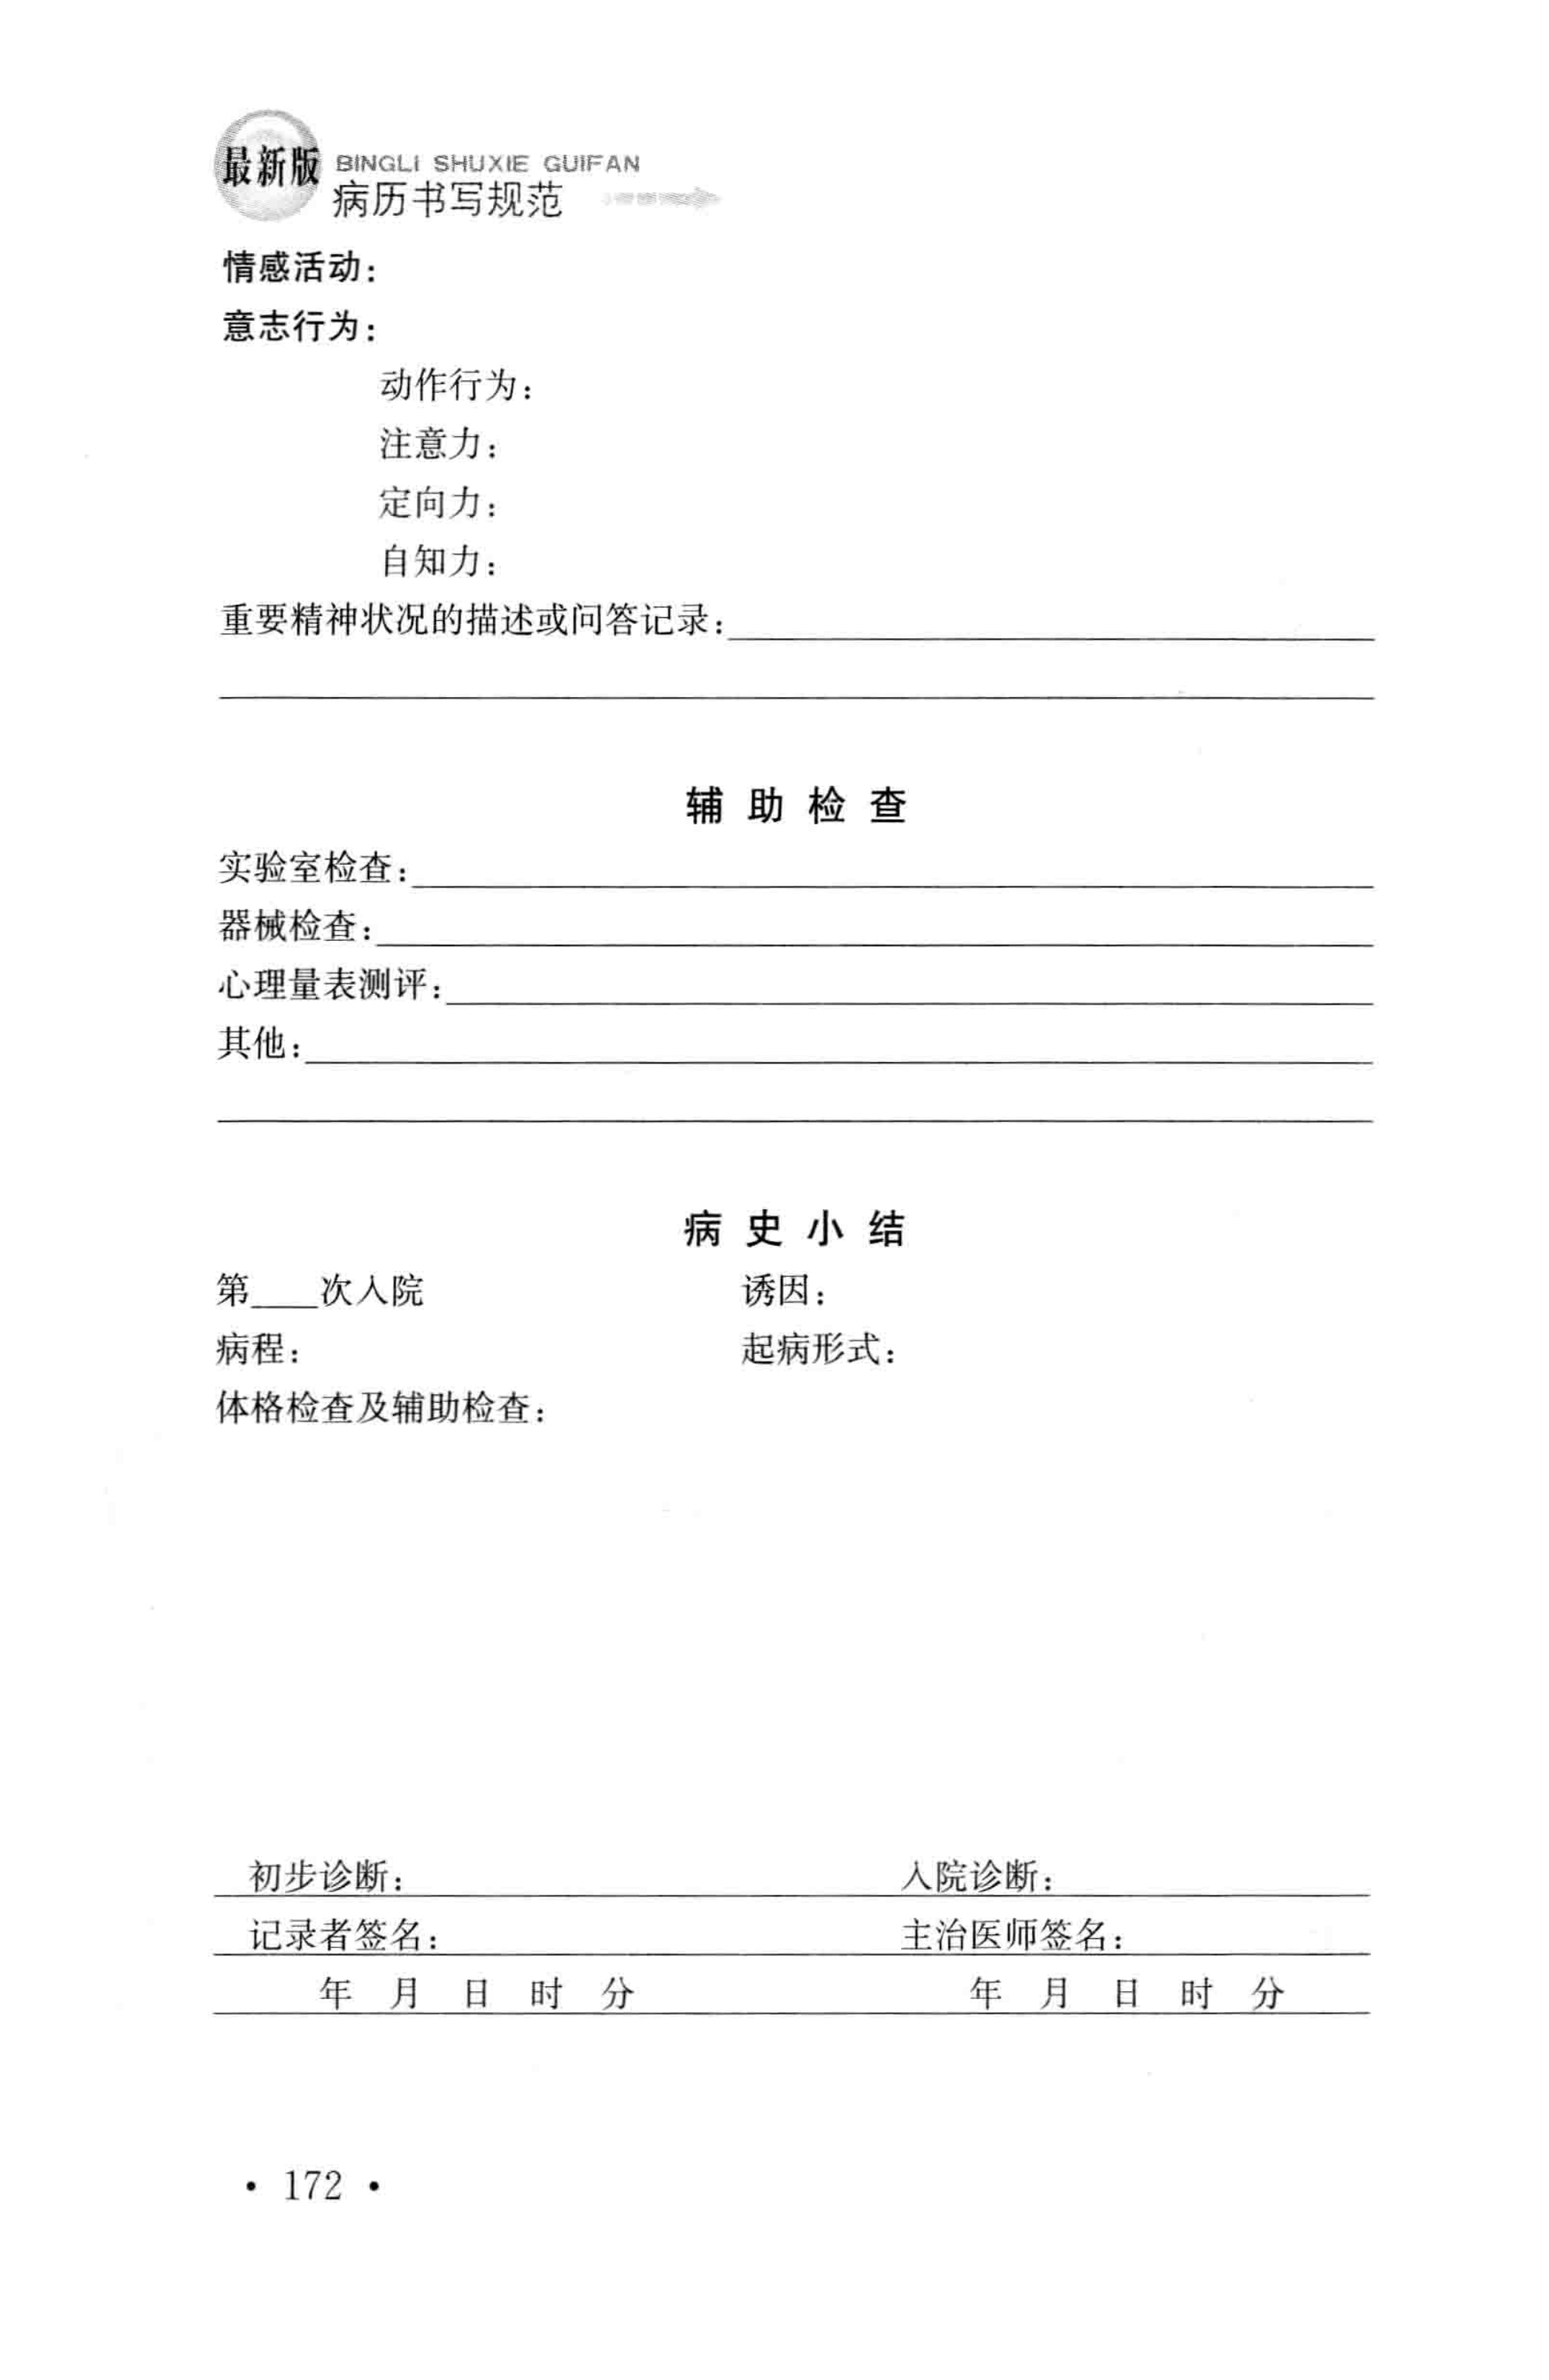 最新版 BINGLI SHUXIE GUIFAN
病历书写规范
情感活动：
意志行为：
动作行为：
注意力：
定向力：
自知力：
重要精神状况的描述或问答记录：
辅助检查
实验室检查：
器械检查：
心理量表测评：
其他：
病史小结
第____次入院 诱因：
病程： 起病形式：
体格检查及辅助检查：
初步诊断： 入院诊断：
记录者签名： 主治医师签名：
年 月 日 时 分 年 月 日 时 分
· 172 ·